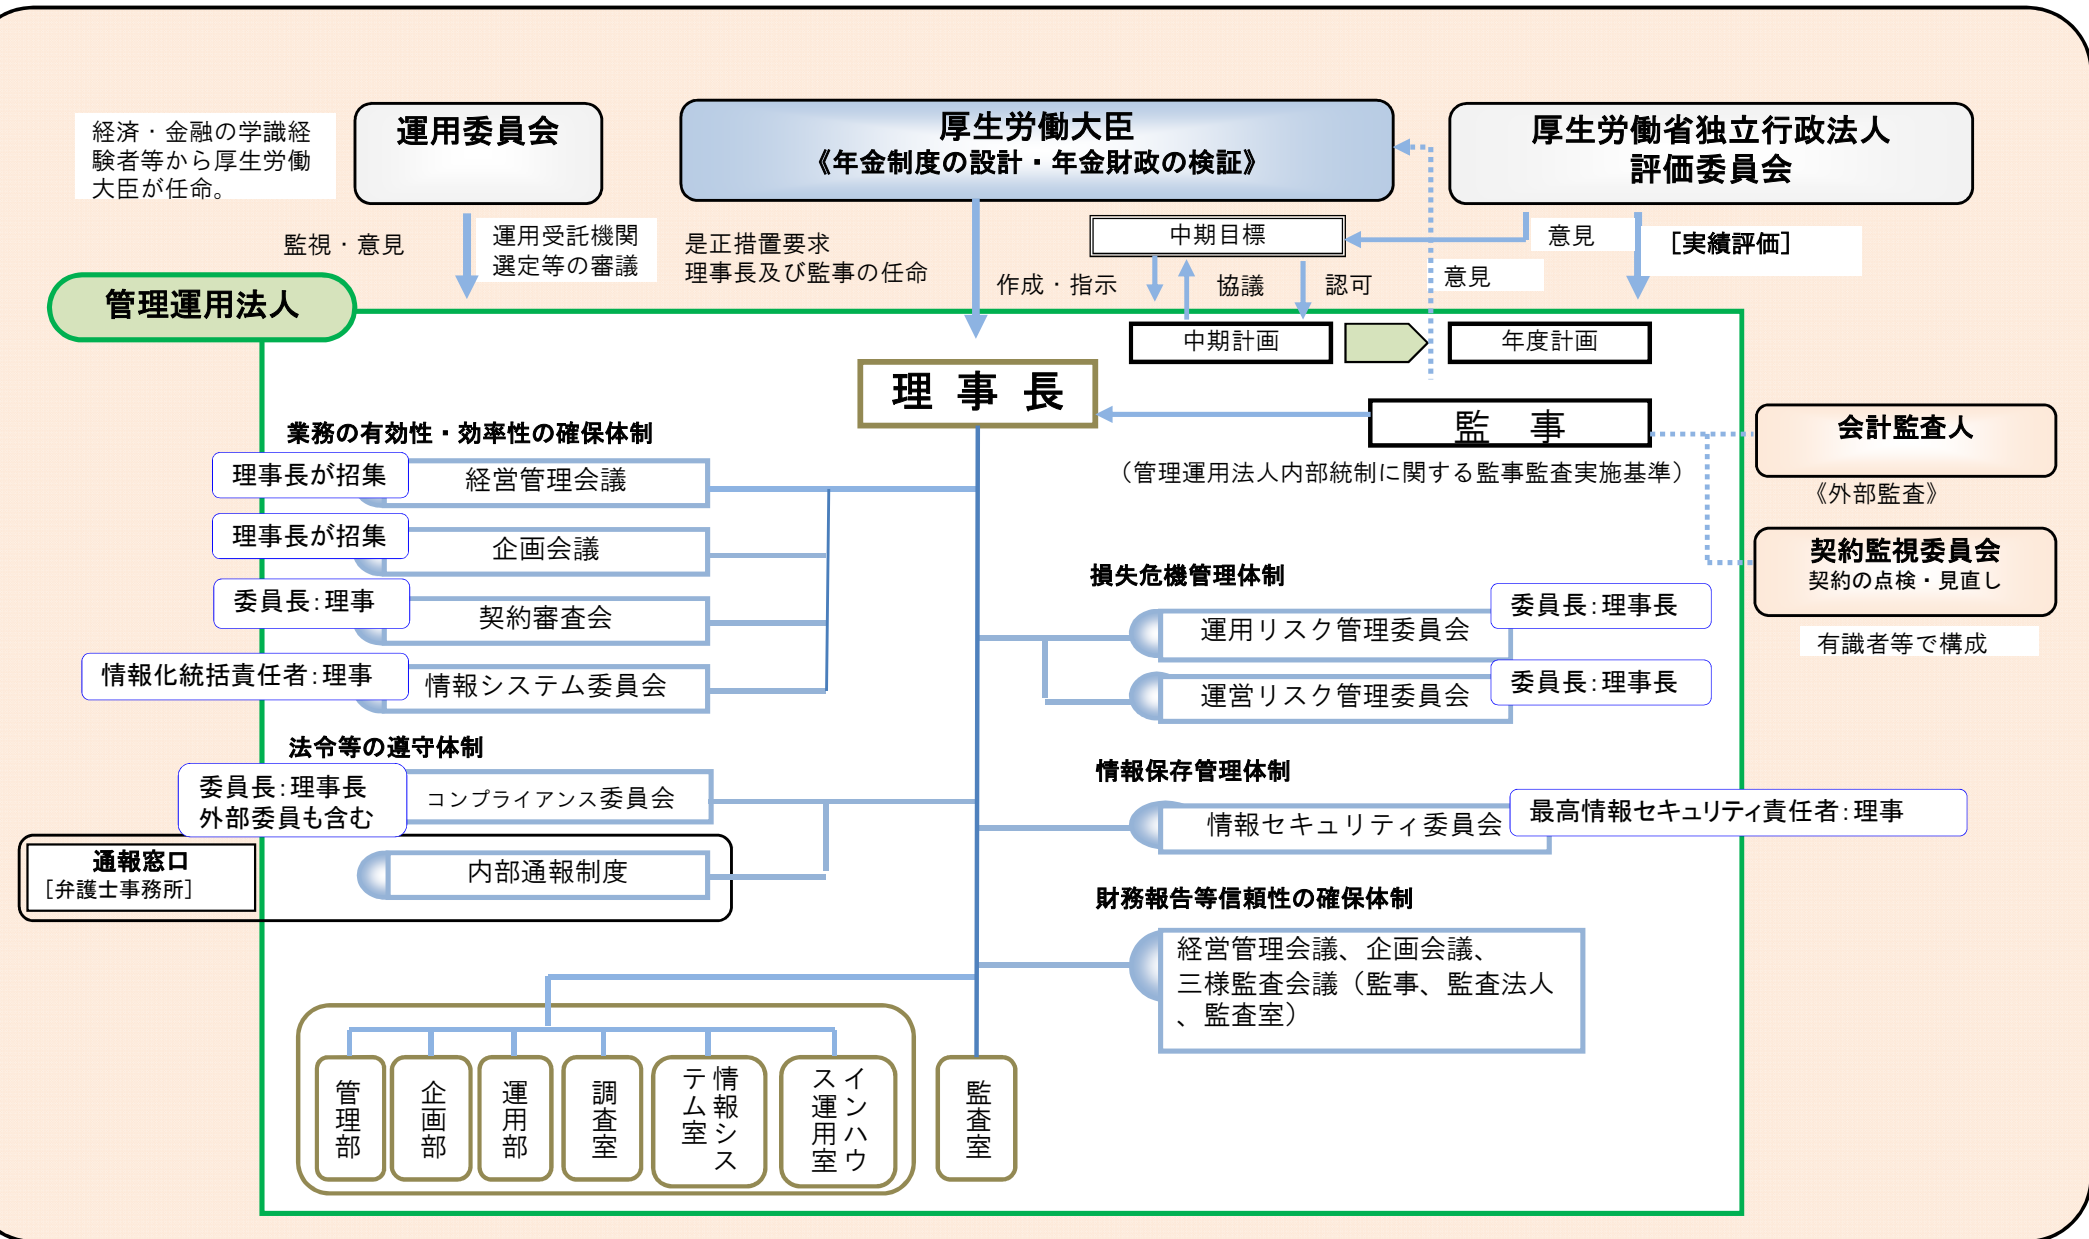 経済・金融の学識経
験者等から厚生労働
大臣が任命。
運用委員会
厚生労働大臣
《年金制度の設計・年金財政の検証》
厚生労働省独立行政法人
評価委員会
監視・意見
運用受託機関
選定等の審議
是正措置要求
理事長及び監事の任命
中期目標
意見
［実績評価］
作成・指示
協議
認可
意見
管理運用法人
中期計画
年度計画
理 事 長
監 事
（管理運用法人内部統制に関する監事監査実施基準）
会計監査人
《外部監査》
契約監視委員会
契約の点検・見直し
有識者等で構成
業務の有効性・効率性の確保体制
理事長が招集
経営管理会議
理事長が招集
企画会議
委員長：理事
契約審査会
情報化統括責任者：理事
情報システム委員会
法令等の遵守体制
委員長：理事長
外部委員も含む
コンプライアンス委員会
通報窓口
［弁護士事務所］
内部通報制度
損失危機管理体制
運用リスク管理委員会
委員長：理事長
運営リスク管理委員会
委員長：理事長
情報保存管理体制
情報セキュリティ委員会
最高情報セキュリティ責任者：理事
財務報告等信頼性の確保体制
経営管理会議、企画会議、
三様監査会議（監事、監査法人
、監査室）
管理部
企画部
運用部
調査室
情報シス
テム室
インハウ
ス運用室
監査室